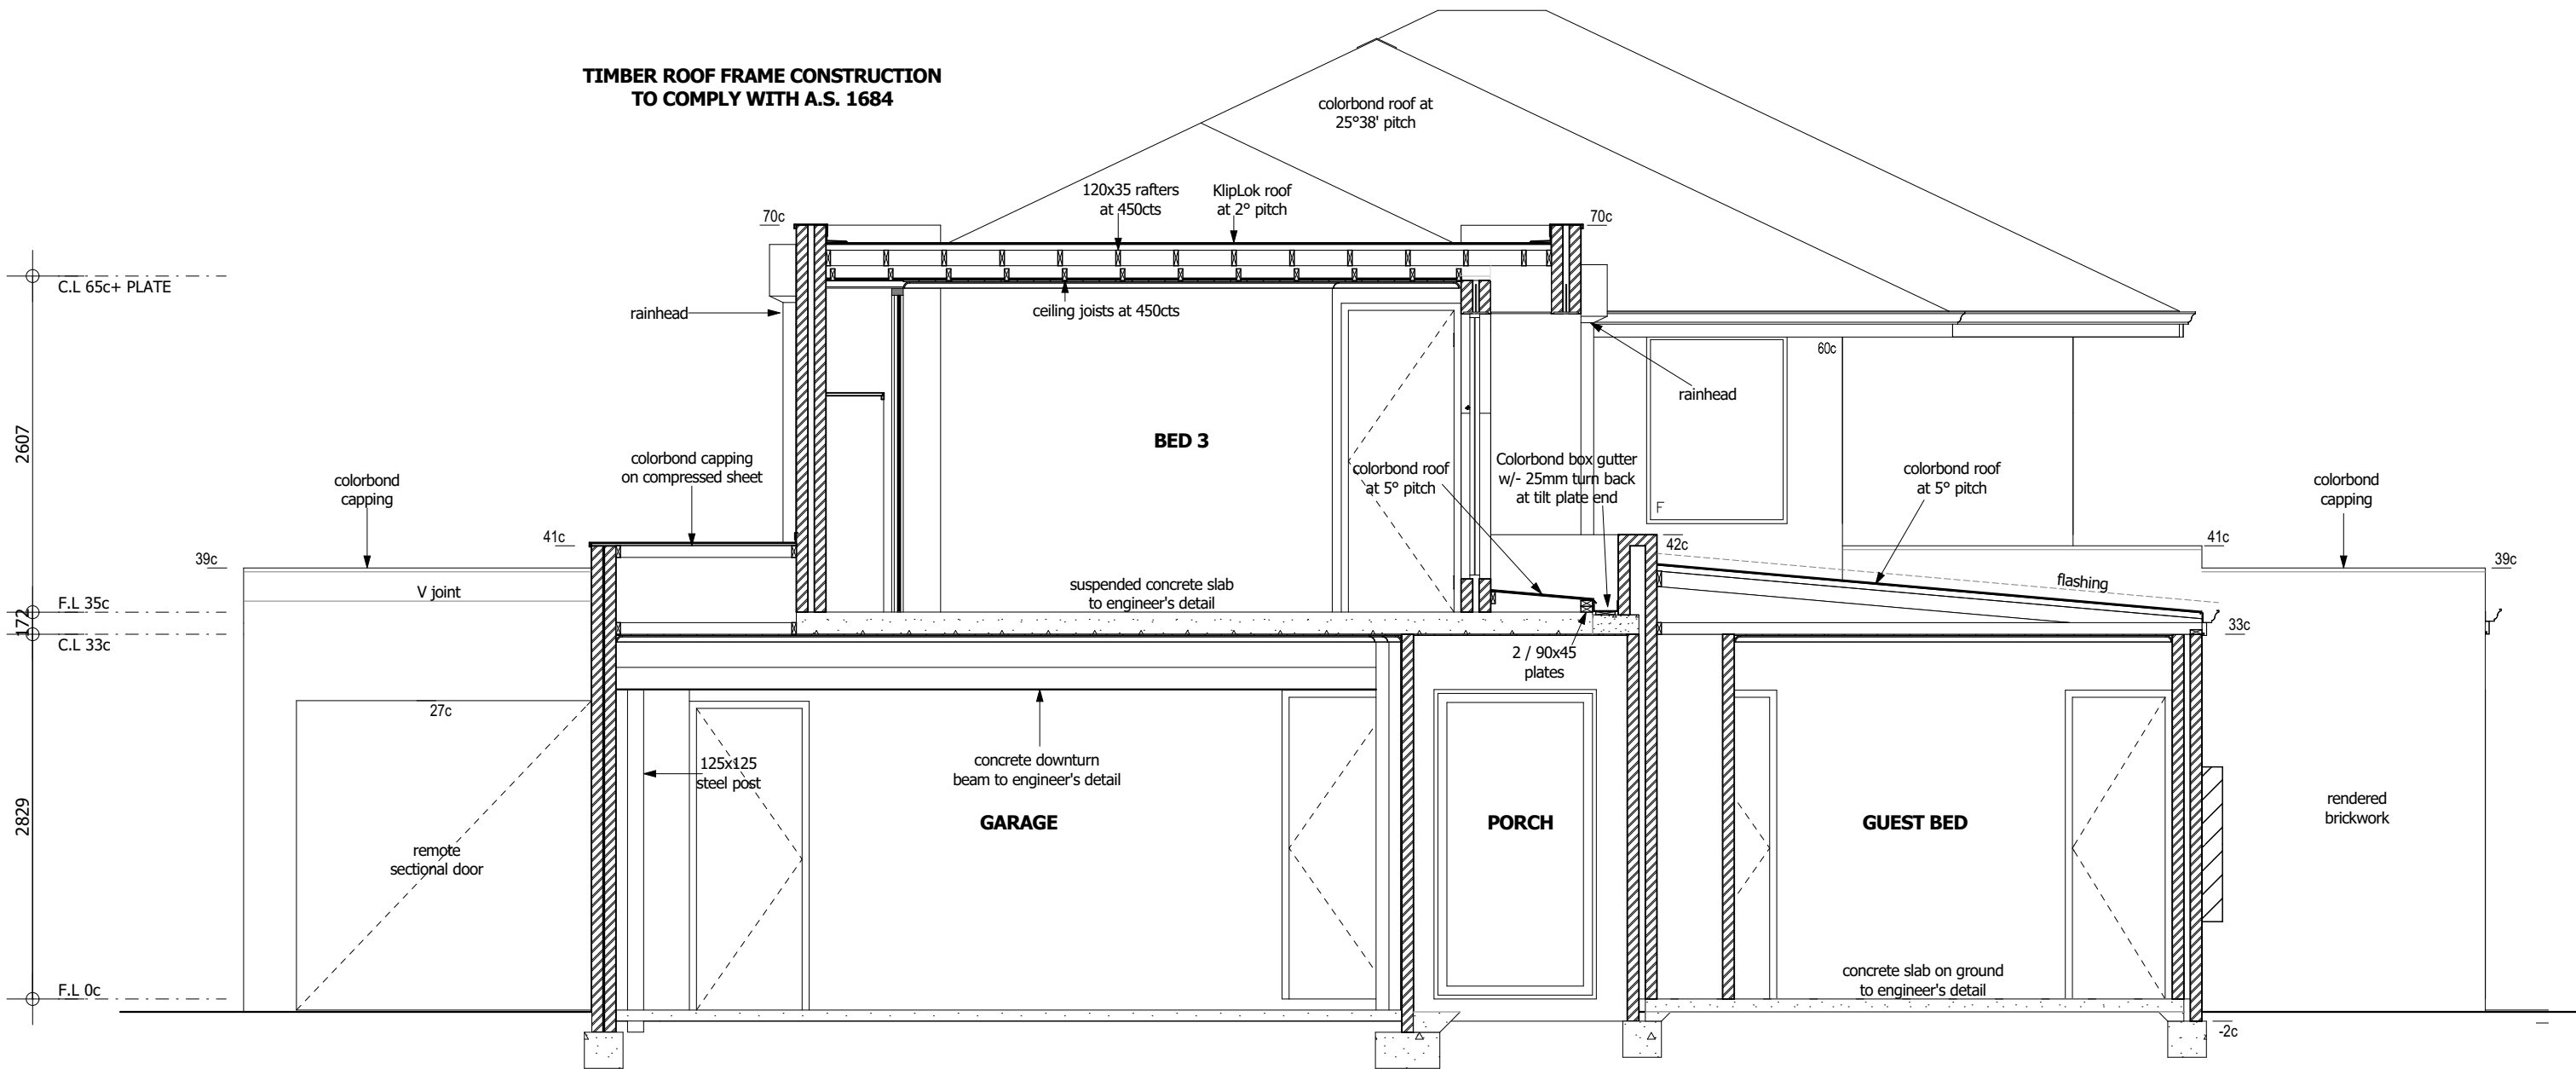 TIMBER ROOF FRAME CONSTRUCTION
TO COMPLY WITH A.S. 1684
colorbond roof at
25°38' pitch
120x35 rafters
at 450cts
KlipLok roof
at 2° pitch
70c
70c
C.L 65c+ PLATE
rainhead
ceiling joists at 450cts
60c
rainhead
2607
BED 3
colorbond
capping
colorbond capping
on compressed sheet
colorbond roof
at 5° pitch
Colorbond box gutter
w/- 25mm turn back
at tilt plate end
F
colorbond roof
at 5° pitch
colorbond
capping
39c
41c
42c
41c
39c
V joint
suspended concrete slab
to engineer's detail
flashing
F.L 35c
172
C.L 33c
33c
2 / 90x45
plates
27c
125x125
steel post
concrete downturn
beam to engineer's detail
2829
GARAGE
PORCH
GUEST BED
rendered
brickwork
remote
sectional door
concrete slab on ground
to engineer's detail
F.L 0c
-2c